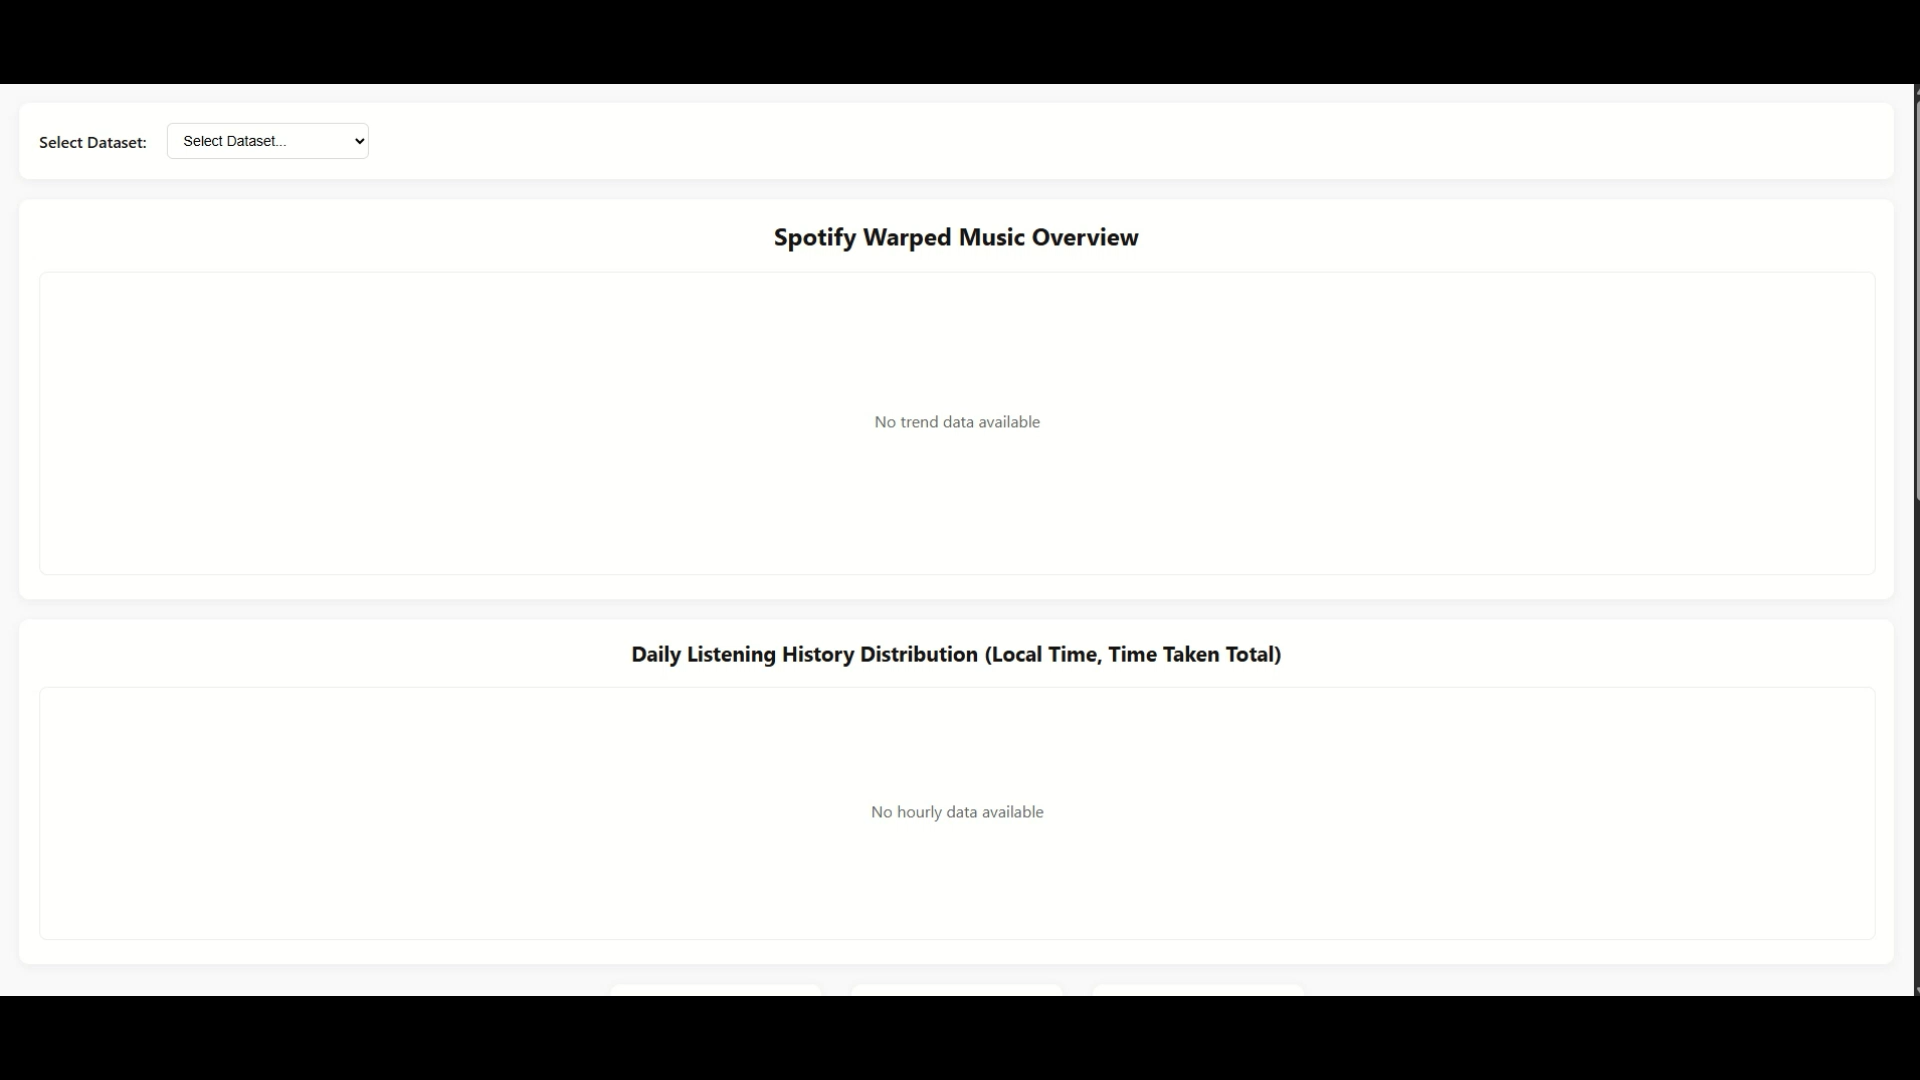 Select Dataset: Select Dataset...
Spotify Warped Music Overview
No trend data available
Daily Listening History Distribution (Local Time, Time Taken Total)
No hourly data available